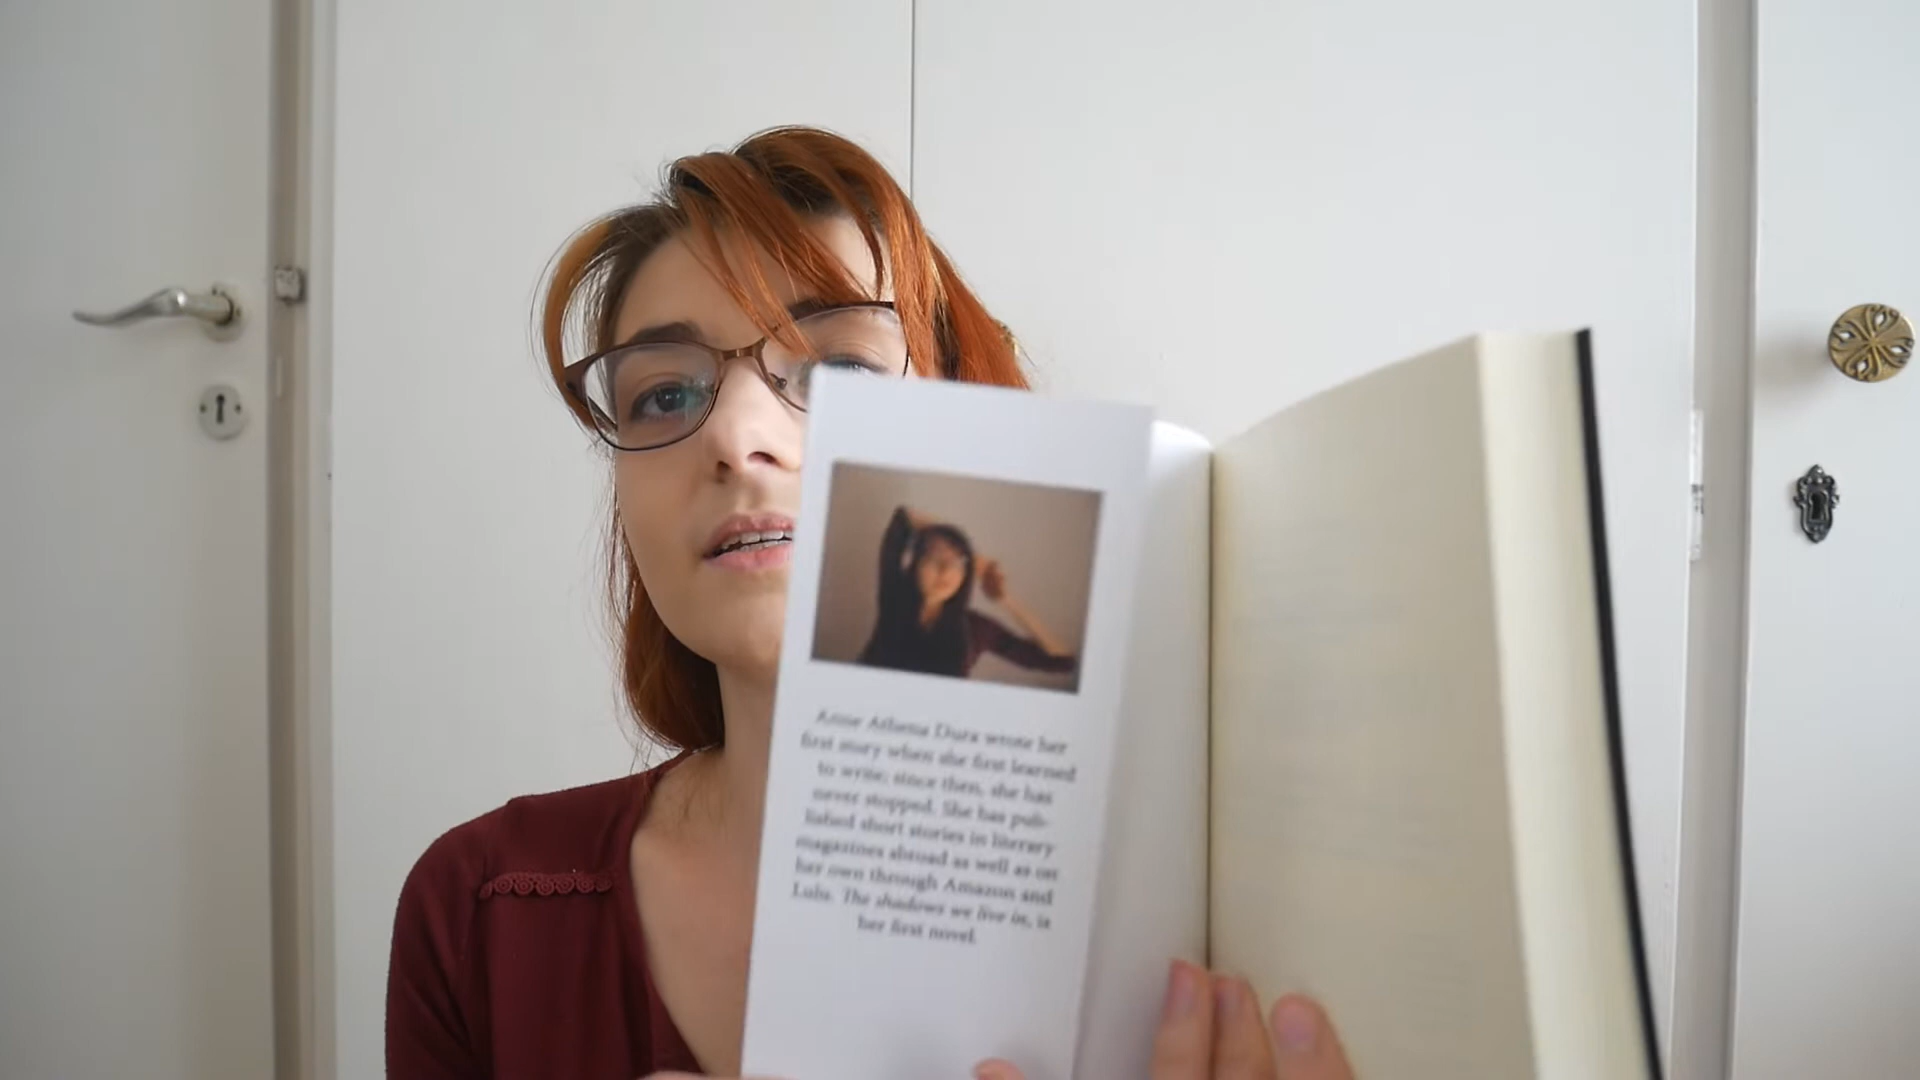 Anne Athena Dura wrote her
first story when she first learned
to write; since then, she has
never stopped. She has pub-
lished short stories in literary
magazines abroad as well as on
her own through Amazon and
Lulu. The shadows we live in, is
her first novel.